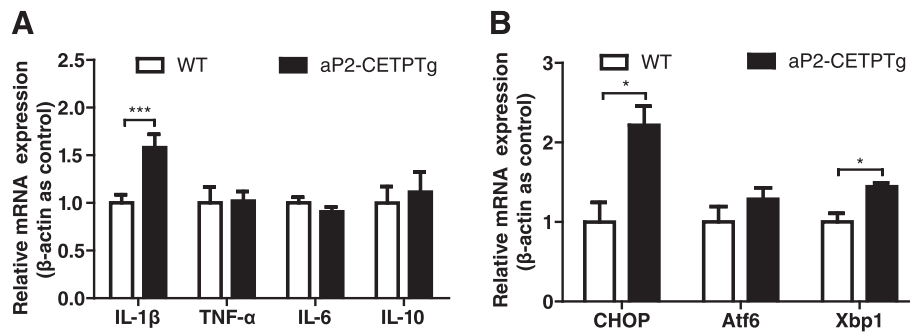 A
Relative mRNA expression
(β-actin as control)
2.5
2.0
1.5
1.0
0.5
0.0
WT
aP2-CETPTg
***
IL-1β
TNF-α
IL-6
IL-10
B
Relative mRNA expression
(β-actin as control)
3
2
1
0
WT
aP2-CETPTg
*
*
CHOP
Atf6
Xbp1